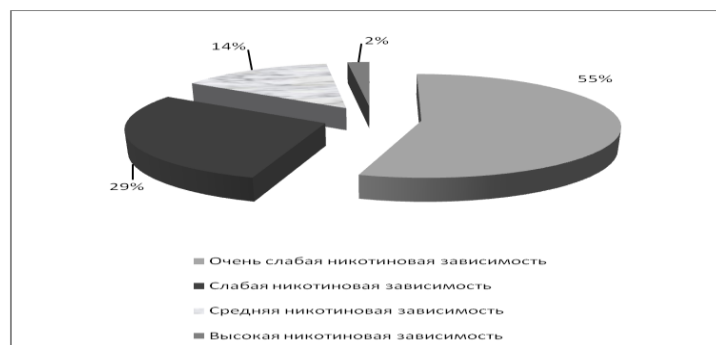 14%
2%
55%
29%
Очень слабая никотиновая зависимость
Слабая никотиновая зависимость
Средняя никотиновая зависимость
Высокая никотиновая зависимость